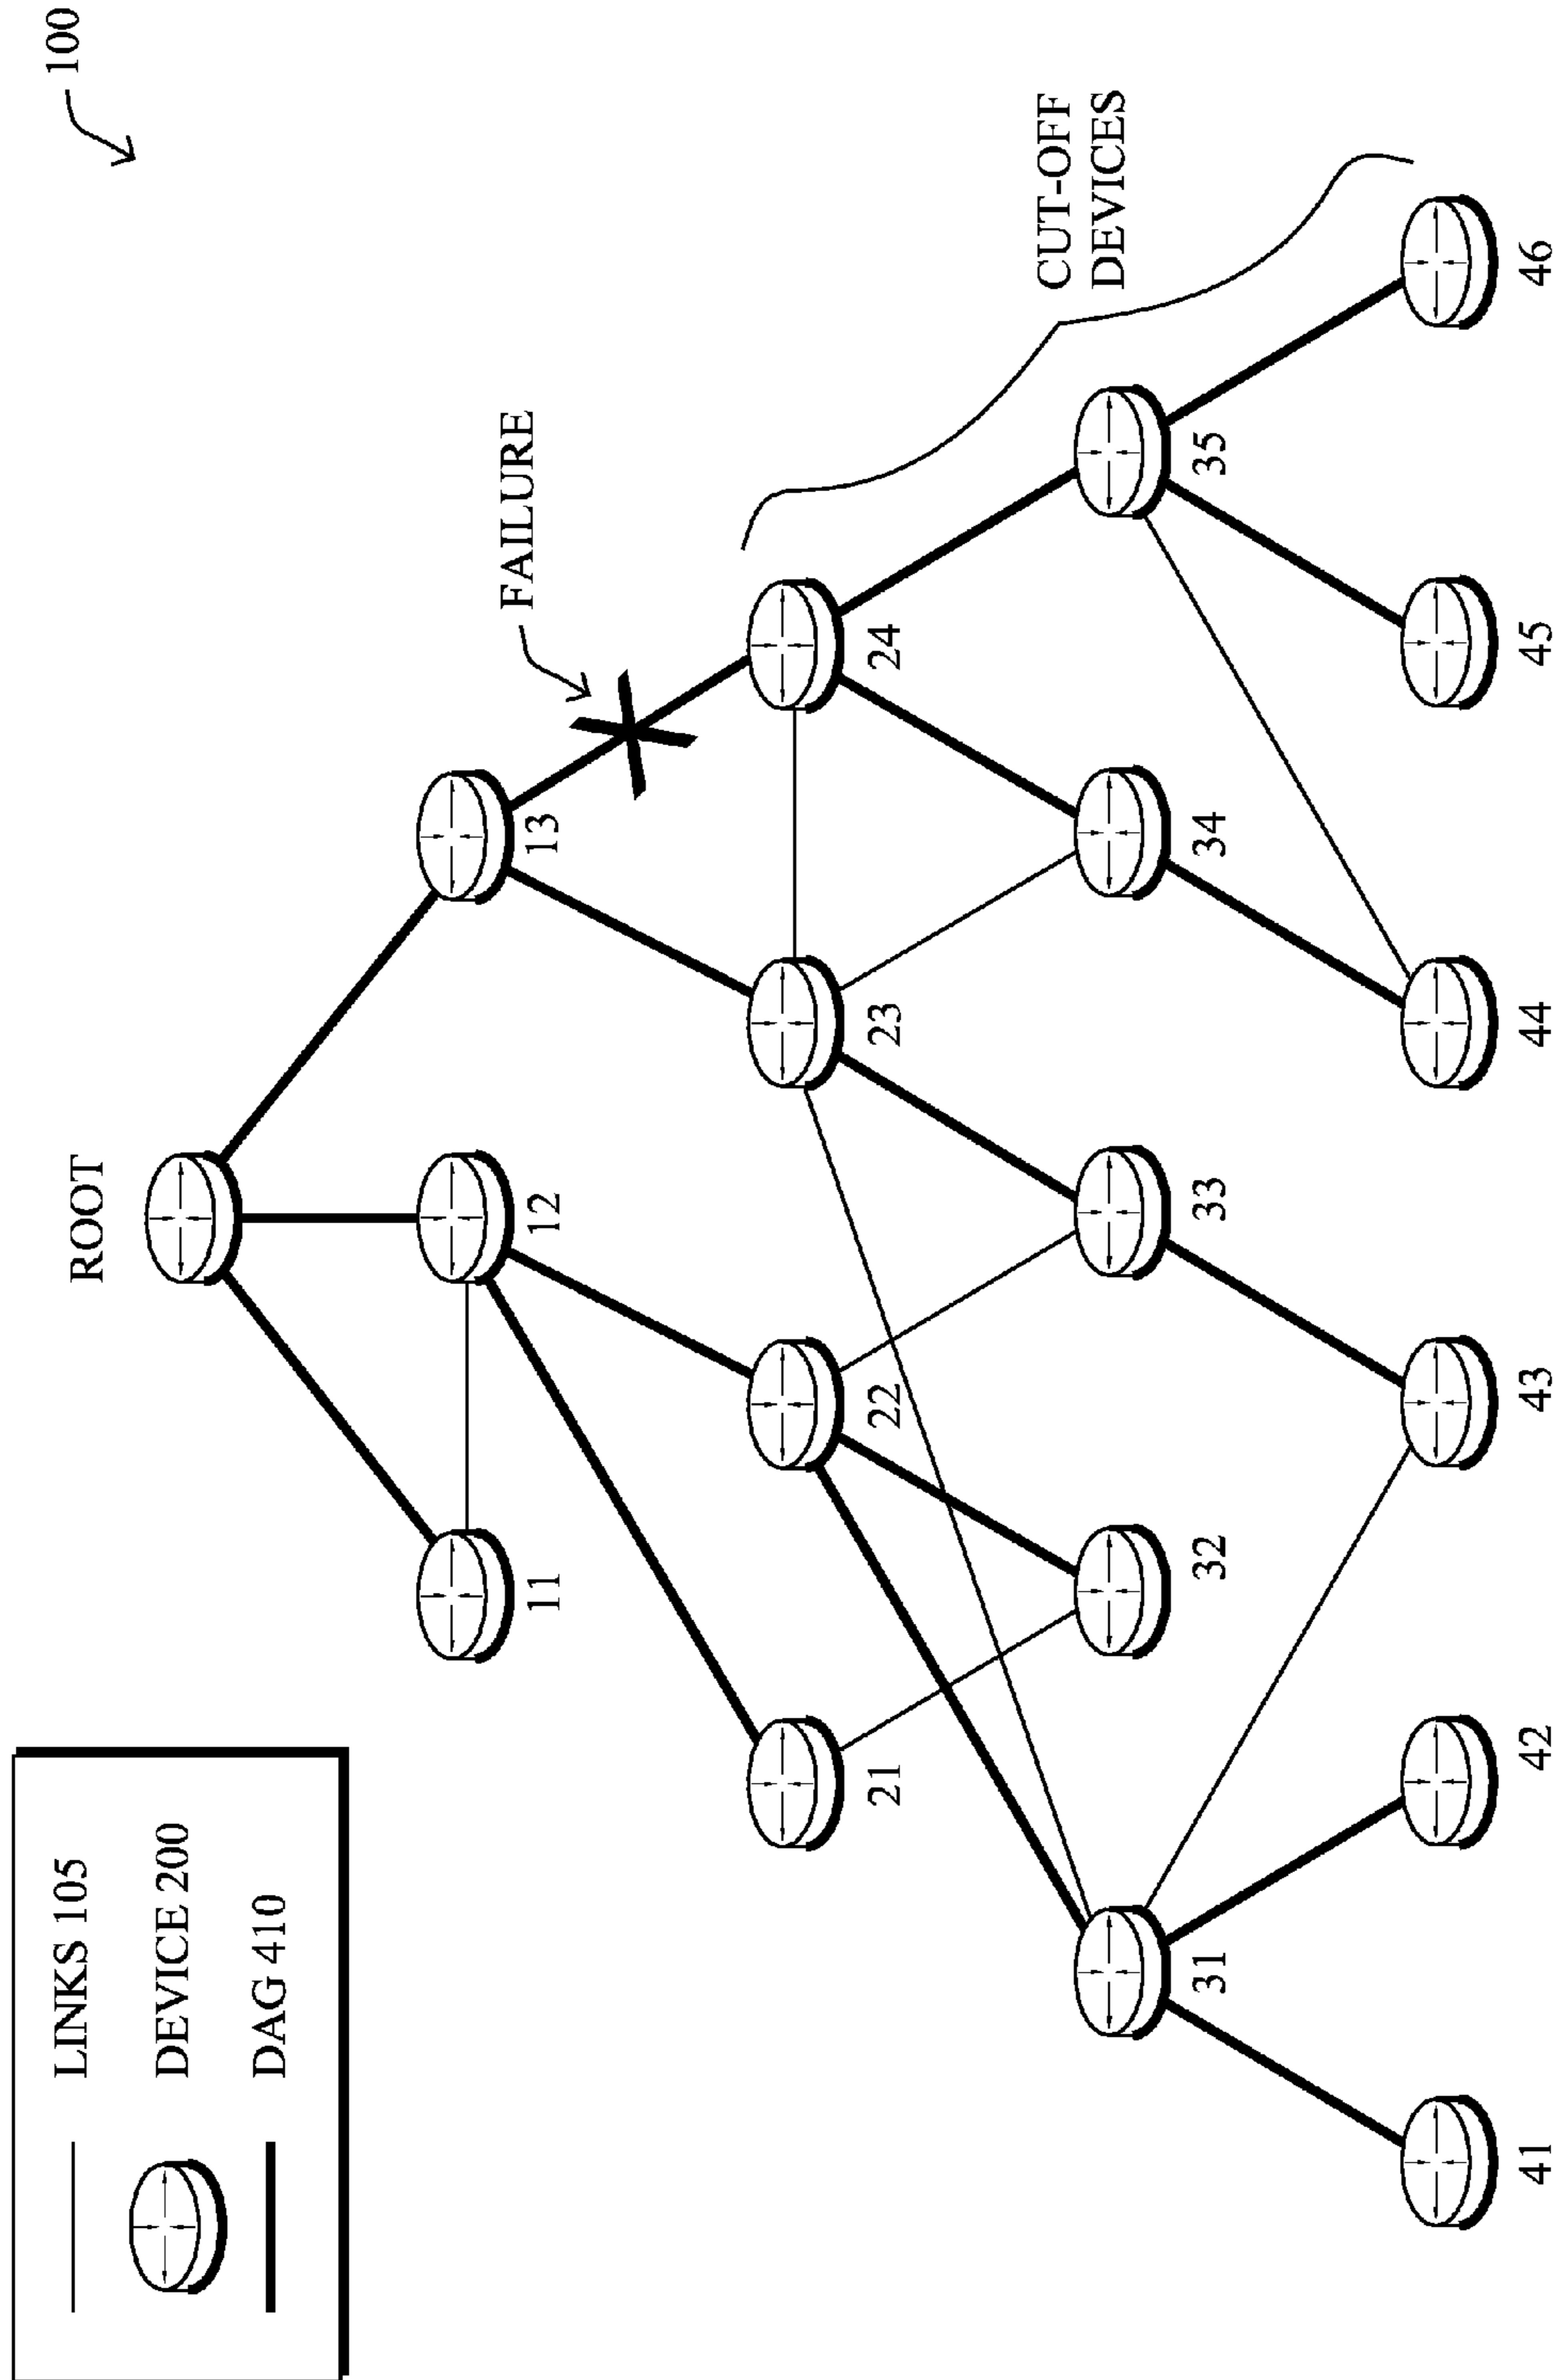 100
LINKS 105
DEVICE 200
DAG 410
ROOT
11
12
13
FAILURE
21
22
23
24
CUT-OFF
DEVICES
31
32
33
34
35
41
42
43
44
45
46